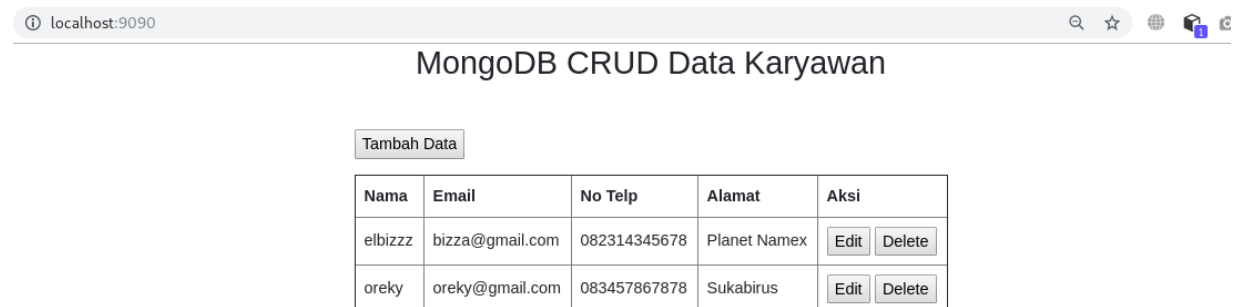 localhost:9090
1
MongoDB CRUD Data Karyawan
Tambah Data
Nama Email No Telp Alamat Aksi
elbizzz bizza@gmail.com 082314345678 Planet Namex Edit Delete
oreky oreky@gmail.com 083457867878 Sukabirus Edit Delete